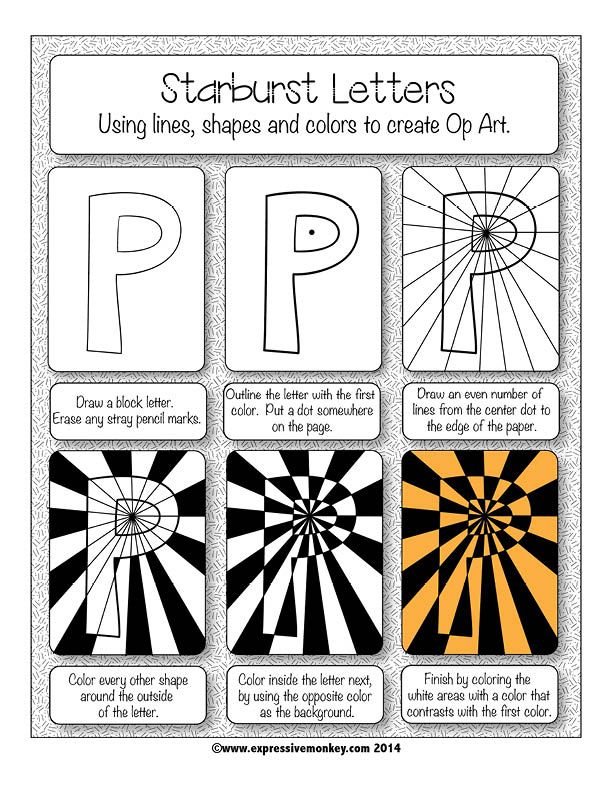 Starburst Letters
Using lines, shapes and colors to create Op Art.
P
P
P
Draw a block letter.
Erase any stray pencil marks.
Outline the letter with the first
color. Put a dot somewhere
on the page.
Draw an even number of
lines from the center dot to
the edge of the paper.
P
P
P
Color every other shape
around the outside
of the letter.
Color inside the letter next,
by using the opposite color
as the background.
Finish by coloring the
white areas with a color that
contrasts with the first color.
©www.expressivemonkey.com 2014